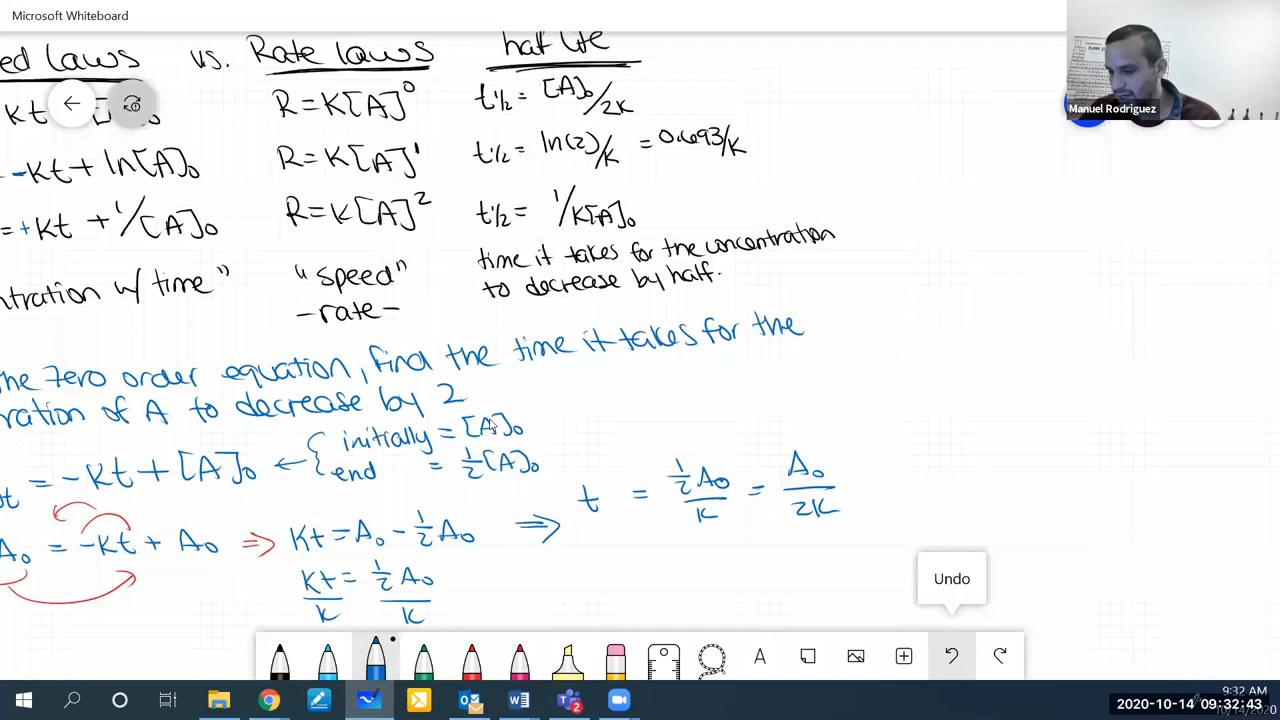 Microsoft Whiteboard
ed laws vs. Rate laws half life
kt R = K[A]⁰ t½ = [A]₀/2K
-kt + ln[A]₀ R = K[A]¹ t½ = ln(2)/K = 0.693/K
= +kt + 1/[A]₀ R = K[A]² t½ = 1/K[A]₀
time it takes for the concentration
to decrease by half.
ntration w/ time" "speed"
-rate-
he zero order equation, find the time it takes for the
ration of A to decrease by 2
= -kt + [A]₀ ← { initially = [A]₀
end = ½[A]₀
A₀ = -kt + A₀ ⇒ Kt = A₀ - ½A₀ ⇒ t = ½A₀/K = A₀/2K
Kt/K = ½A₀/K
Manuel Rodriguez
Undo
9:32 AM
2020-10-14 09:32:43